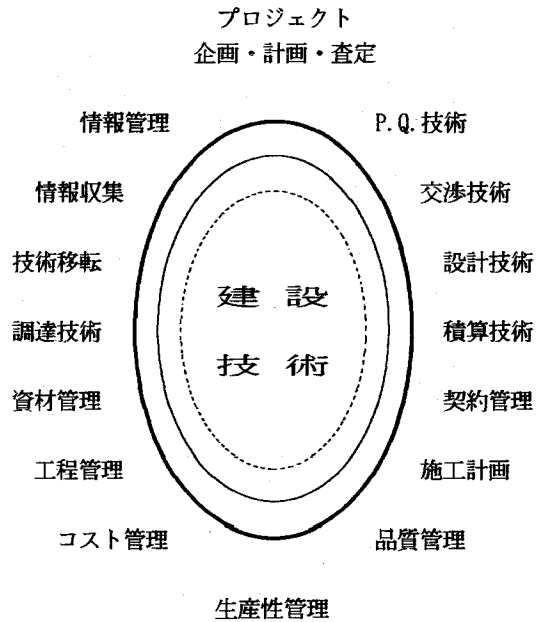 プロジェクト
企画・計画・査定
情報管理
P.Q.技術
情報収集
交渉技術
技術移転
設計技術
建設
技術
調達技術
積算技術
資材管理
契約管理
工程管理
施工計画
コスト管理
品質管理
生産性管理